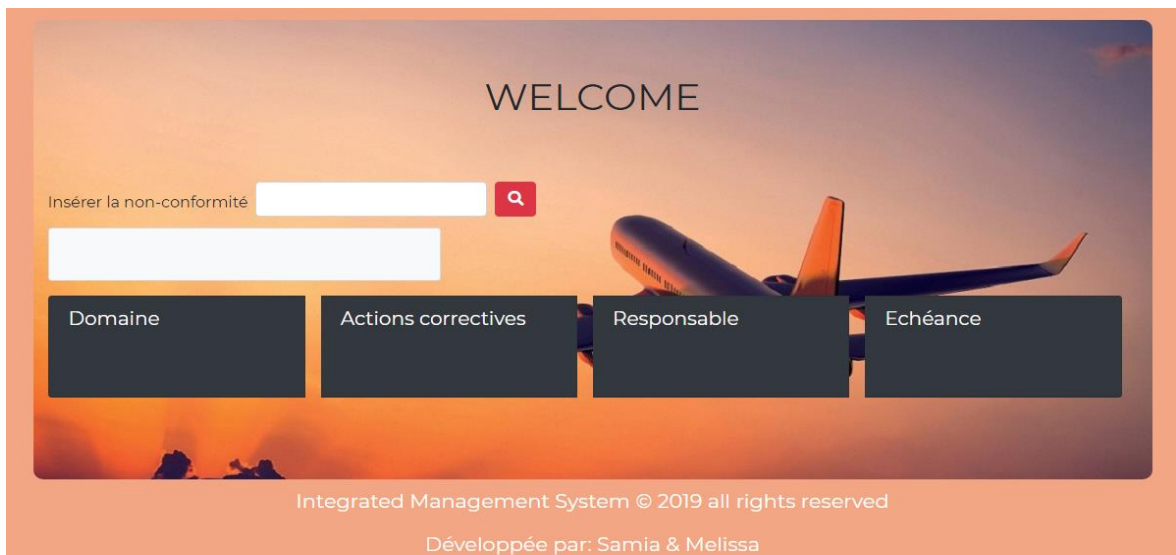 WELCOME
Insérer la non-conformité
Domaine Actions correctives Responsable Echéance
Integrated Management System © 2019 all rights reserved
Développée par: Samia & Melissa